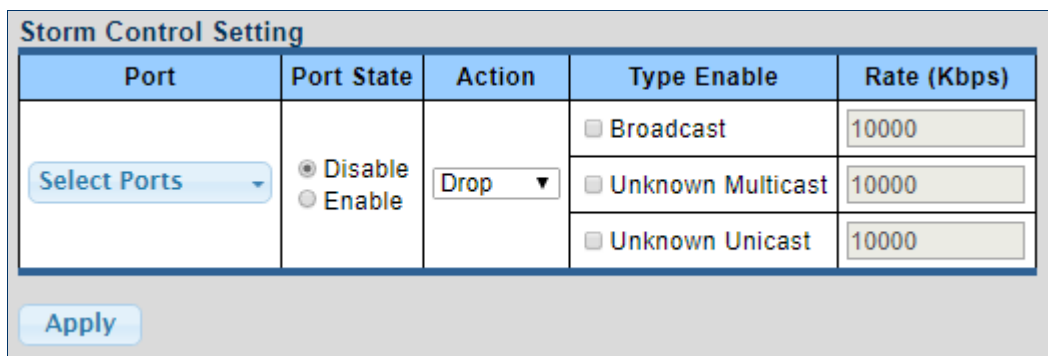 Storm Control Setting
Port Port State Action Type Enable Rate (Kbps)
Select Ports
Disable
Enable
Drop
Broadcast 10000
Unknown Multicast 10000
Unknown Unicast 10000
Apply